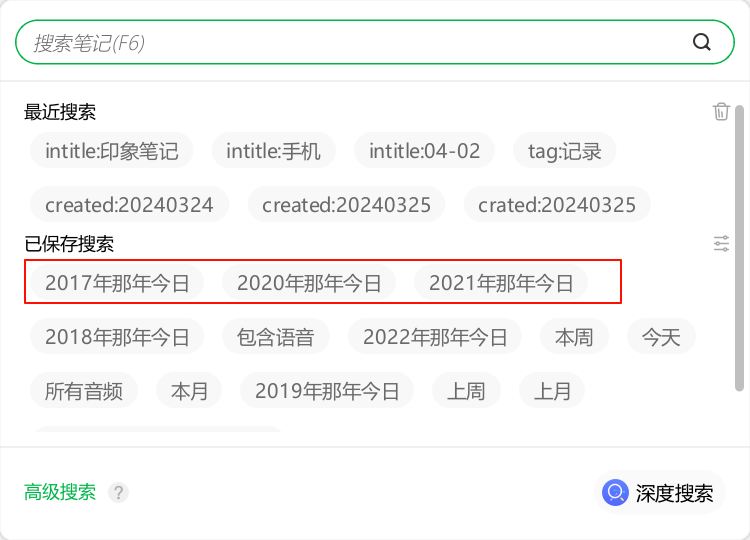 搜索笔记(F6)
最近搜索
intitle:印象笔记 intitle:手机 intitle:04-02 tag:记录
created:20240324 created:20240325 crated:20240325
已保存搜索
2017年那年今日 2020年那年今日 2021年那年今日
2018年那年今日 包含语音 2022年那年今日 本周 今天
所有音频 本月 2019年那年今日 上周 上月
高级搜索 ? 深度搜索